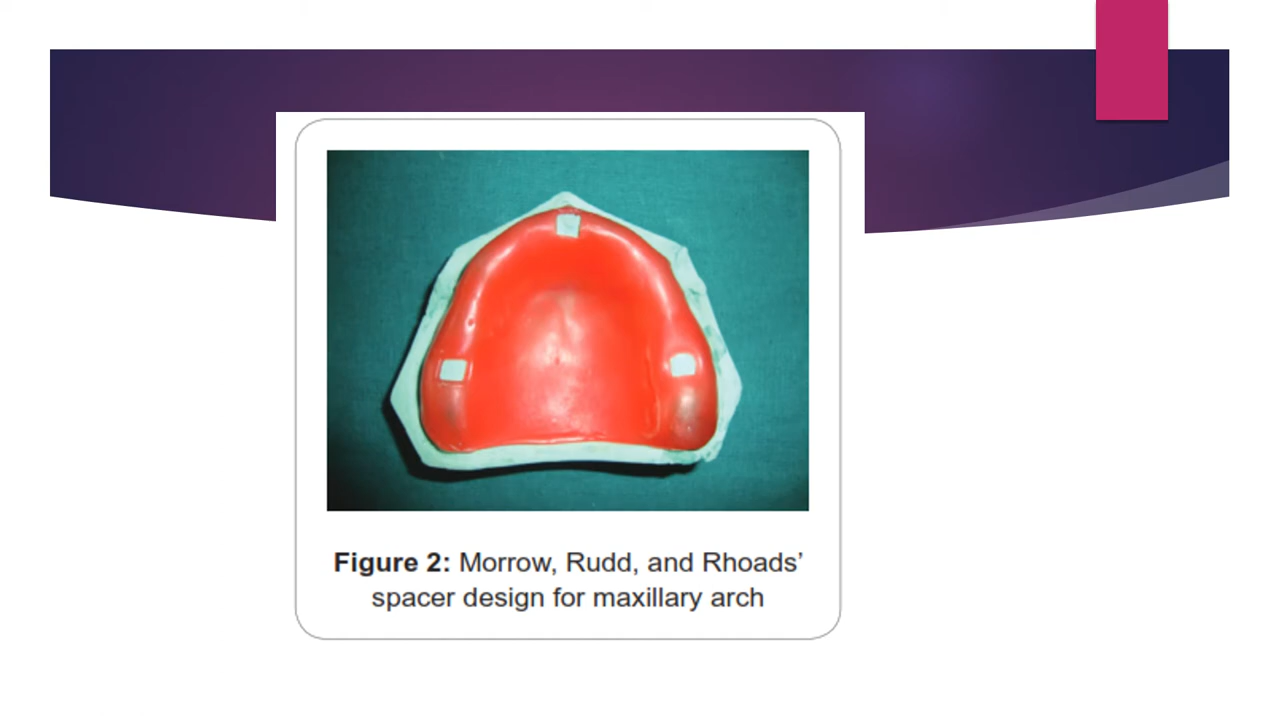 Figure 2: Morrow, Rudd, and Rhoads’
spacer design for maxillary arch